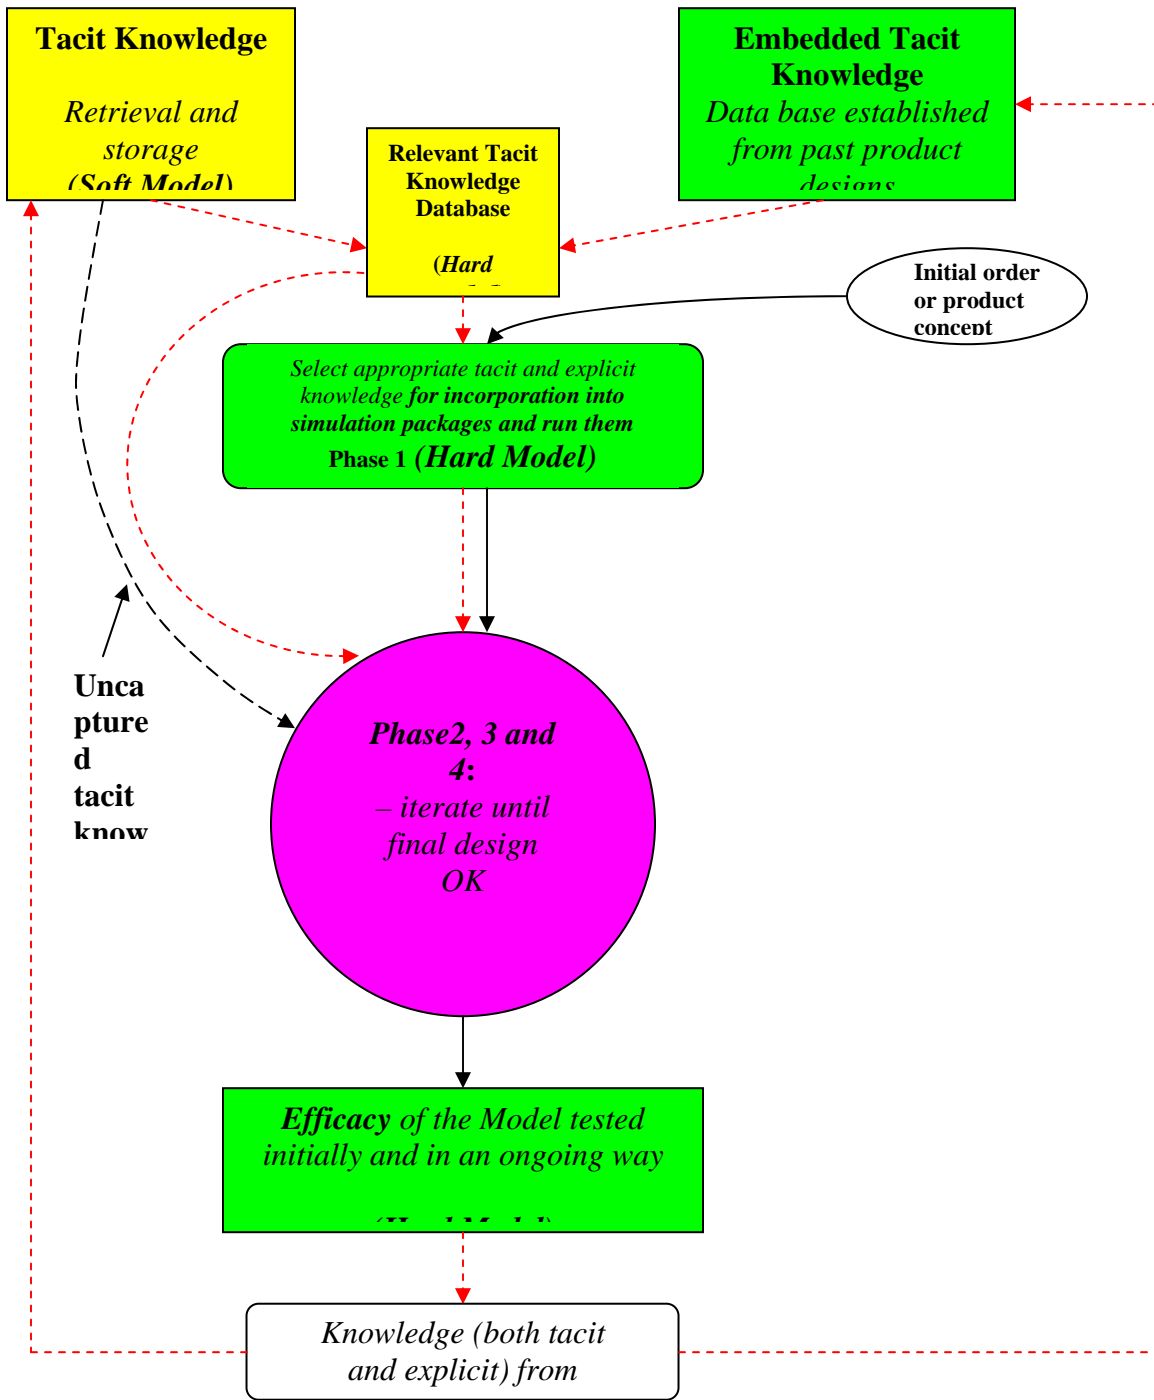 Tacit Knowledge
Retrieval and
storage
(Soft Model)
Embedded Tacit
Knowledge
Data base established
from past product
designs
Relevant Tacit
Knowledge
Database
(Hard
Initial order
or product
concept
Select appropriate tacit and explicit
knowledge for incorporation into
simulation packages and run them
Phase 1 (Hard Model)
Unca
pture
d
tacit
know
Phase2, 3 and
4:
– iterate until
final design
OK
Efficacy of the Model tested
initially and in an ongoing way
(Hard Model)
Knowledge (both tacit
and explicit) from